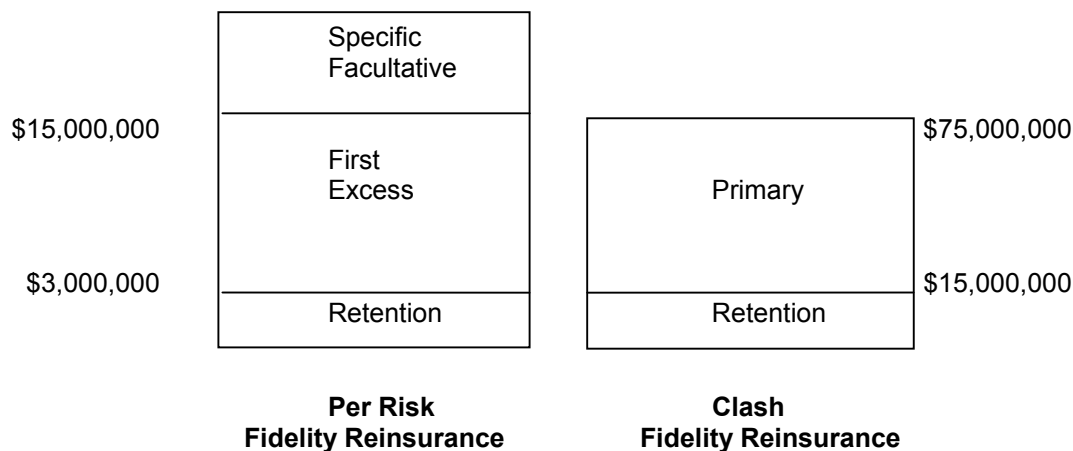 Specific
Facultative
$15,000,000
First
Excess
$3,000,000
Retention
Per Risk
Fidelity Reinsurance
$75,000,000
Primary
$15,000,000
Retention
Clash
Fidelity Reinsurance